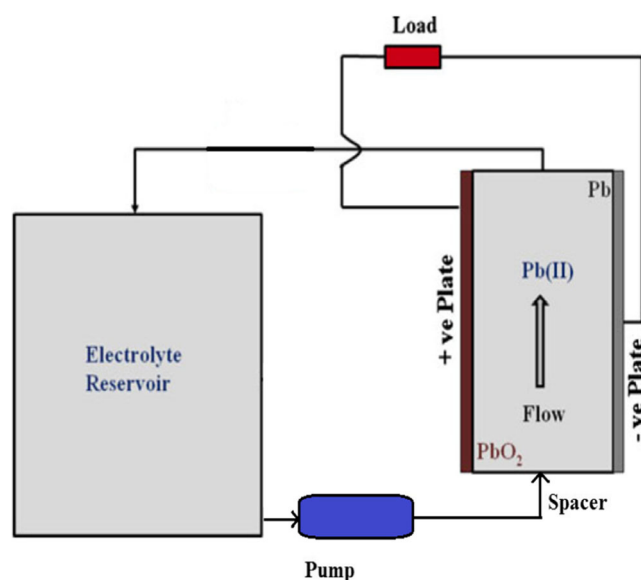 Load
Pb
Pb(II)
+ ve Plate
Electrolyte
Reservoir
- ve Plate
Flow
PbO₂
Spacer
Pump